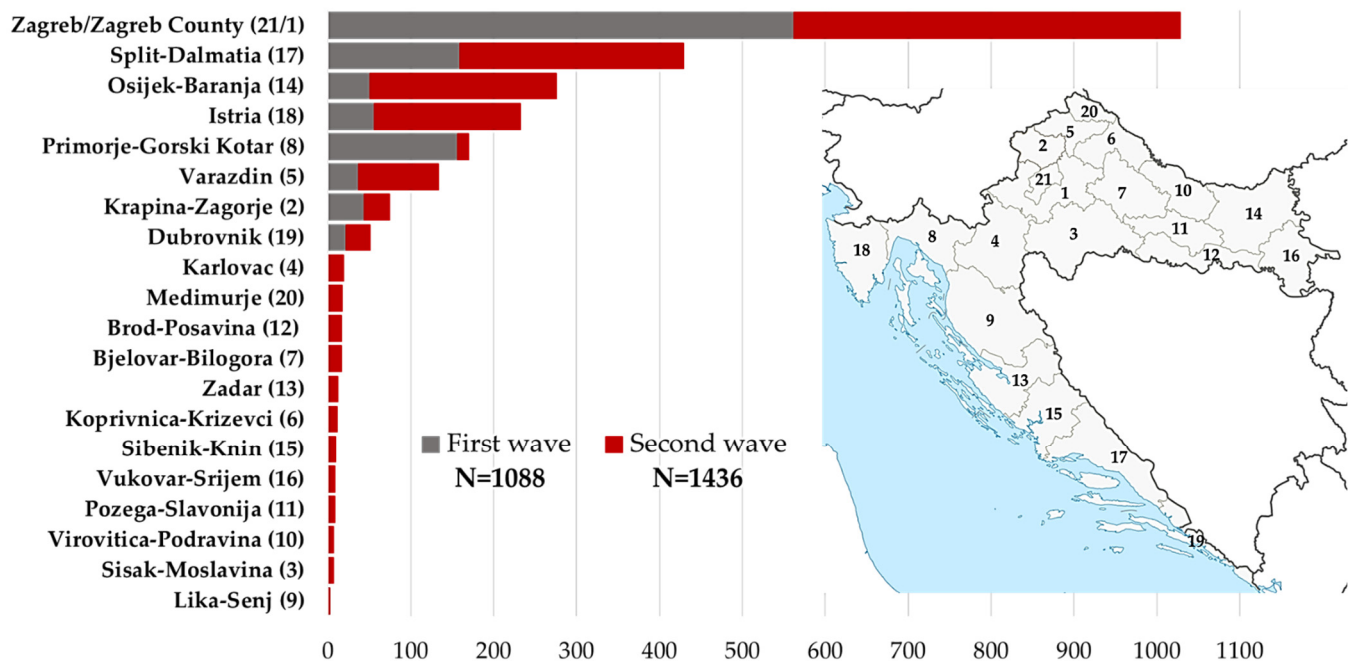 Zagreb/Zagreb County (21/1)
Split-Dalmatia (17)
Osijek-Baranja (14)
Istria (18)
Primorje-Gorski Kotar (8)
Varazdin (5)
Krapina-Zagorje (2)
Dubrovnik (19)
Karlovac (4)
Medimurje (20)
Brod-Posavina (12)
Bjelovar-Bilogora (7)
Zadar (13)
Koprivnica-Krizevci (6)
Sibenik-Knin (15)
Vukovar-Srijem (16)
Pozega-Slavonija (11)
Virovitica-Podravina (10)
Sisak-Moslavina (3)
Lika-Senj (9)
0 100 200 300 400 500 600 700 800 900 1000 1100
First wave Second wave
N=1088 N=1436
20
5
6
2
21
1
7
10
14
11
3
4
8
18
12
16
9
13
15
17
19